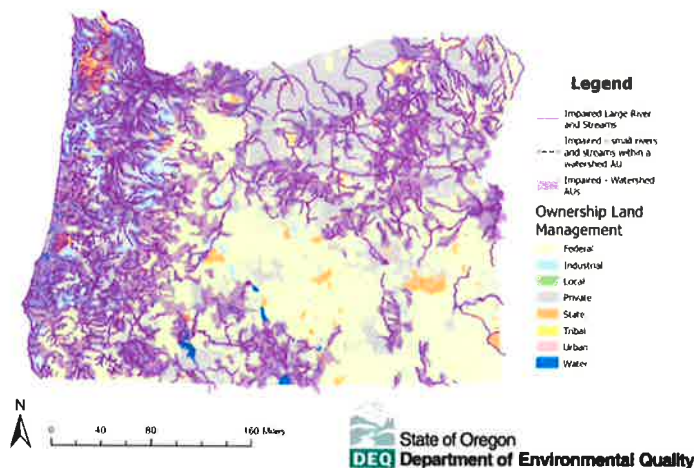 Legend
Impaired Large River
and Streams
Impaired - small rivers
and streams within a
watershed AU
Impaired - Watershed
AUs
Ownership Land
Management
Federal
Industrial
Local
Private
State
Tribal
Urban
Water
N
0 40 80 160 Miles
State of Oregon
DEQ Department of Environmental Quality